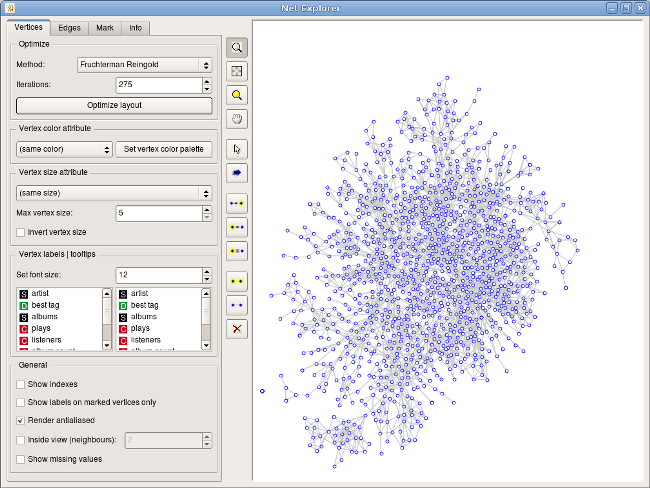 Net Explorer
Vertices Edges Mark Info
Optimize
Method: Fruchterman Reingold
Iterations: 275
Optimize layout
Vertex color attribute
(same color) Set vertex color palette
Vertex size attribute
(same size)
Max vertex size: 5
Invert vertex size
Vertex labels | tooltips
Set font size: 12
S artist S artist
D best tag D best tag
S albums S albums
C plays C plays
C listeners C listeners
General
Show indexes
Show labels on marked vertices only
Render antialiased
Inside view (neighbours): 2
Show missing values